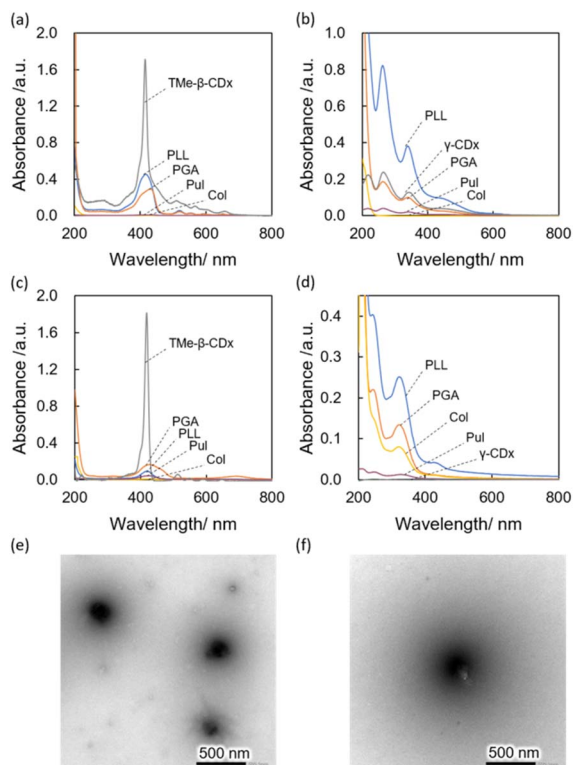 (a)
2.0
1.6
1.2
0.8
0.4
0.0
Absorbance /a.u.
TMe-β-CDx
PLL
PGA
Pul
Col
200 400 600 800
Wavelength/ nm
(b)
1.0
0.8
0.6
0.4
0.2
0.0
Absorbance /a.u.
PLL
γ-CDx
PGA
Pul
Col
200 400 600 800
Wavelength/ nm
(c)
2.0
1.6
1.2
0.8
0.4
0.0
Absorbance /a.u.
TMe-β-CDx
PGA
PLL
Pul
Col
200 400 600 800
Wavelength/ nm
(d)
0.4
0.3
0.2
0.1
0
Absorbance /a.u.
PLL
PGA
Col
Pul
γ-CDx
200 400 600 800
Wavelength/ nm
(e)
500 nm
(f)
500 nm